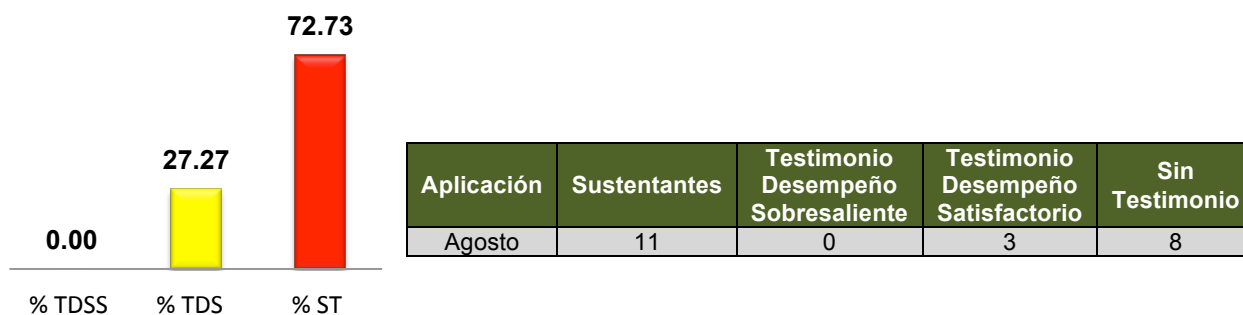 72.73
27.27
0.00
% TDSS % TDS % ST
Aplicación Sustentantes Testimonio Desempeño Sobresaliente Testimonio Desempeño Satisfactorio Sin Testimonio
Agosto 11 0 3 8